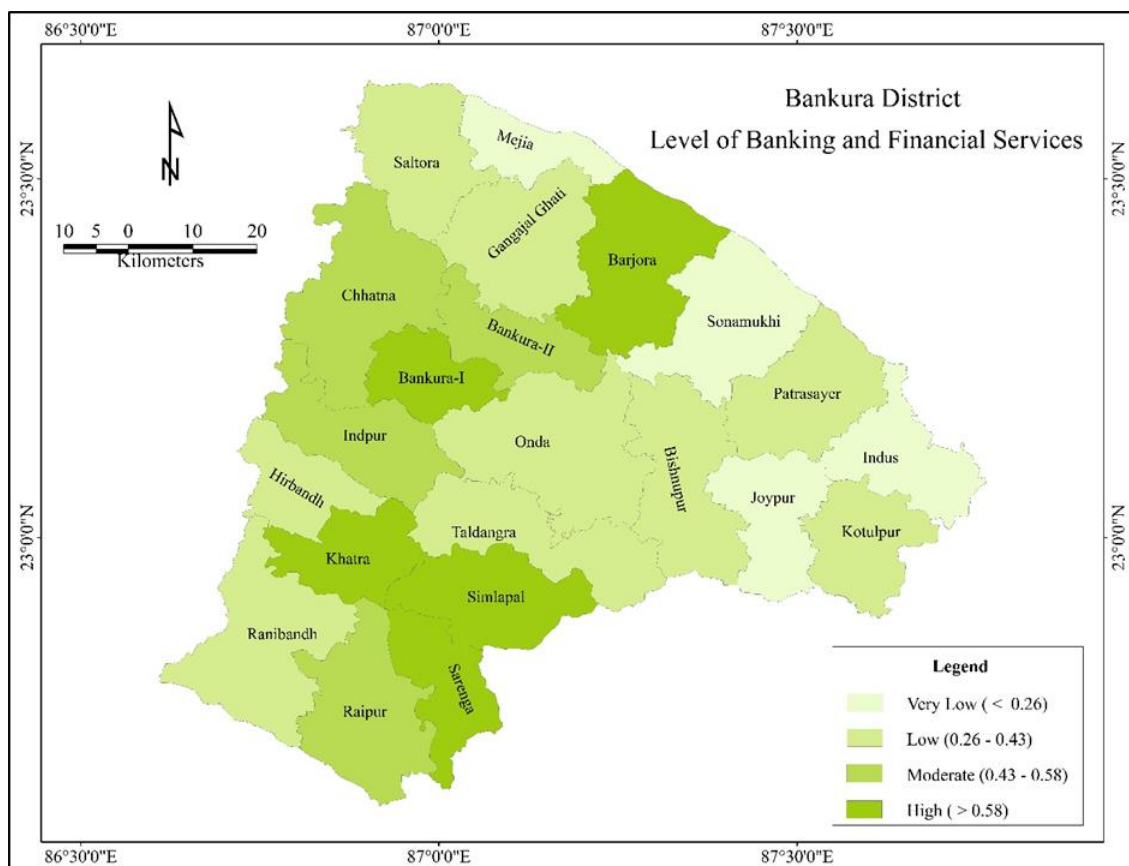 86°30'0"E 87°0'0"E 87°30'0"E
Bankura District
Level of Banking and Financial Services
N
10 5 0 10 20
Kilometers
23°30'0"N 23°30'0"N
23°0'0"N 23°0'0"N
Mejia
Saltora
Gangajal Ghati
Barjora
Chhatna
Sonamukhi
Bankura-II
Bankura-I
Patrasayer
Indpur
Onda
Indus
Bishnupur
Hirbandh
Joypur
Taldangra
Kotulpur
Khatra
Simlapal
Ranibandh
Sarenga
Raipur
Legend
Very Low ( < 0.26)
Low (0.26 - 0.43)
Moderate (0.43 - 0.58)
High ( > 0.58)
86°30'0"E 87°0'0"E 87°30'0"E